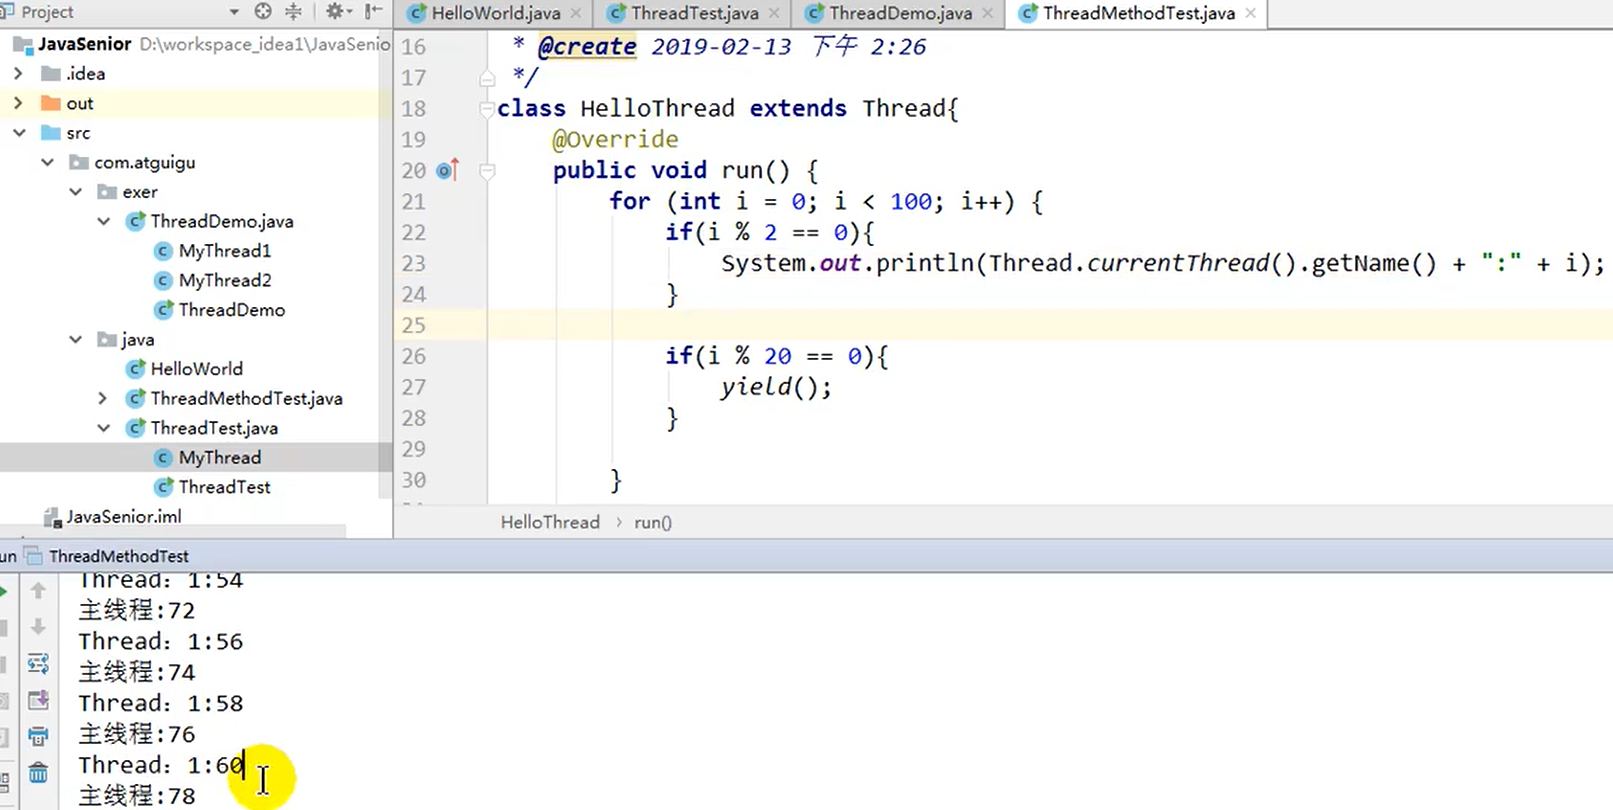 Project
HelloWorld.java
ThreadTest.java
ThreadDemo.java
ThreadMethodTest.java
JavaSenior D:\workspace_idea1\JavaSenio
.idea
out
src
com.atguigu
exer
ThreadDemo.java
MyThread1
MyThread2
ThreadDemo
java
HelloWorld
ThreadMethodTest.java
ThreadTest.java
MyThread
ThreadTest
JavaSenior.iml
16 * @create 2019-02-13 下午 2:26
17 */
18 class HelloThread extends Thread{
19 @Override
20 public void run() {
21 for (int i = 0; i < 100; i++) {
22 if(i % 2 == 0){
23 System.out.println(Thread.currentThread().getName() + ":" + i);
24 }
25
26 if(i % 20 == 0){
27 yield();
28 }
29
30 }
HelloThread › run()
un ThreadMethodTest
Thread: 1:54
主线程:72
Thread: 1:56
主线程:74
Thread: 1:58
主线程:76
Thread: 1:60
主线程:78